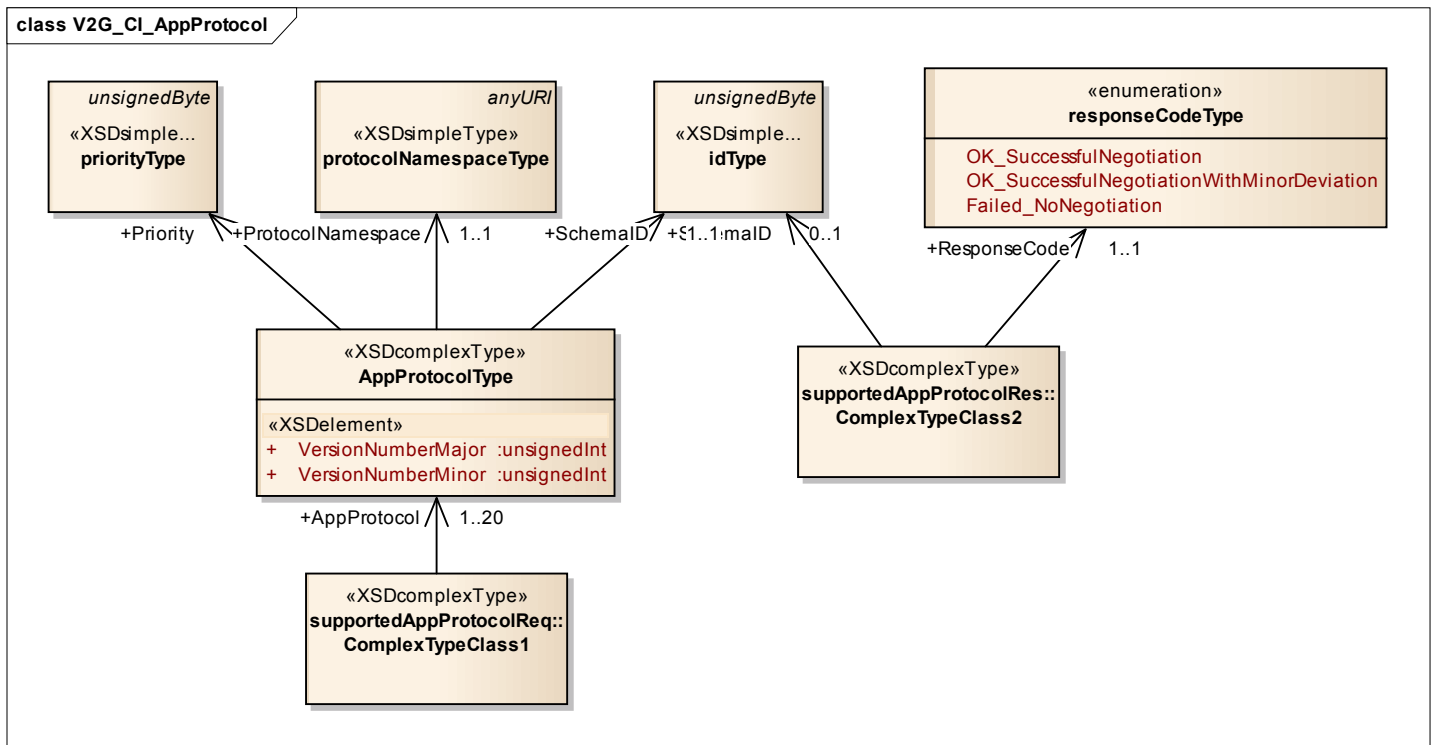 class V2G_CI_AppProtocol
unsignedByte
«XSDsimple...
priorityType
anyURI
«XSDsimpleType»
protocolNamespaceType
unsignedByte
«XSDsimple...
idType
«enumeration»
responseCodeType
OK_SuccessfulNegotiation
OK_SuccessfulNegotiationWithMinorDeviation
Failed_NoNegotiation
+Priority
+ProtocolNamespace
1..1
+SchemaID
1..1
0..1
+ResponseCode
1..1
«XSDcomplexType»
AppProtocolType
«XSDelement»
+ VersionNumberMajor :unsignedInt
+ VersionNumberMinor :unsignedInt
«XSDcomplexType»
supportedAppProtocolRes::
ComplexTypeClass2
+AppProtocol
1..20
«XSDcomplexType»
supportedAppProtocolReq::
ComplexTypeClass1